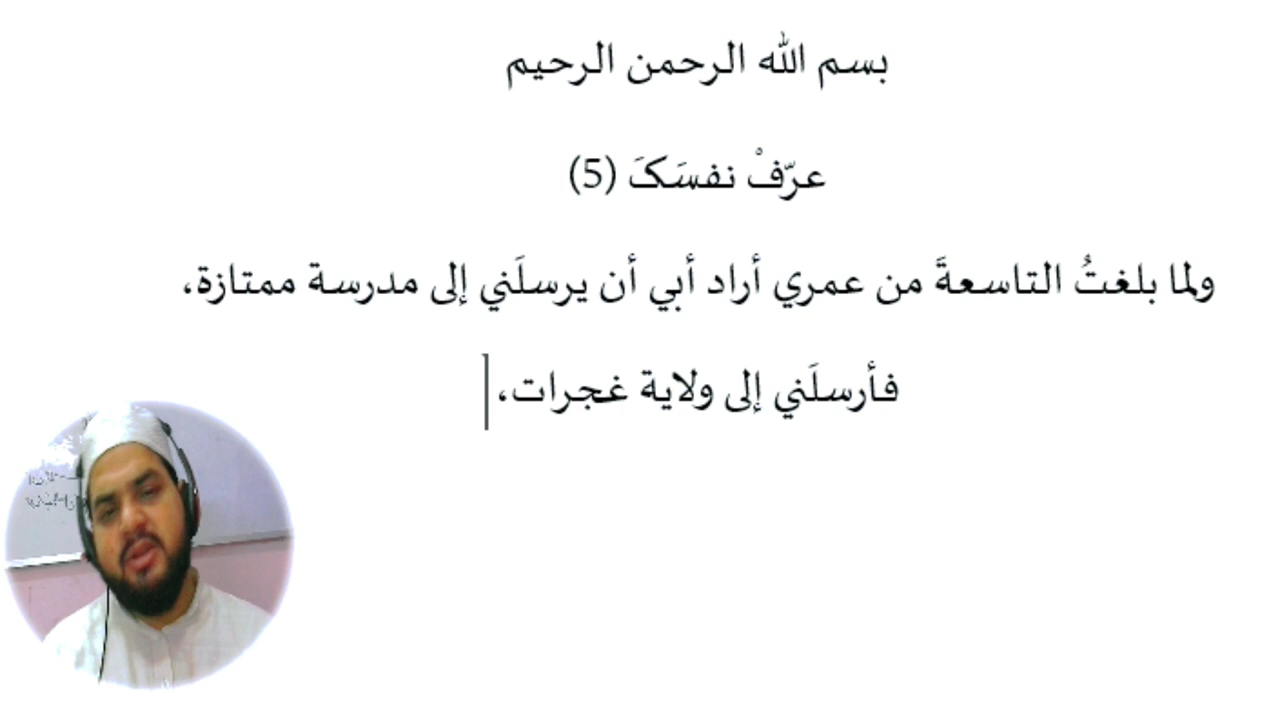 بسم الله الرحمن الرحيم
عرّفْ نفسَکَ (5)
ولما بلغتُ التاسعةَ من عمري أراد أبي أن يرسلَني إلى مدرسة ممتازة،
فأرسلَني إلى ولاية غجرات،